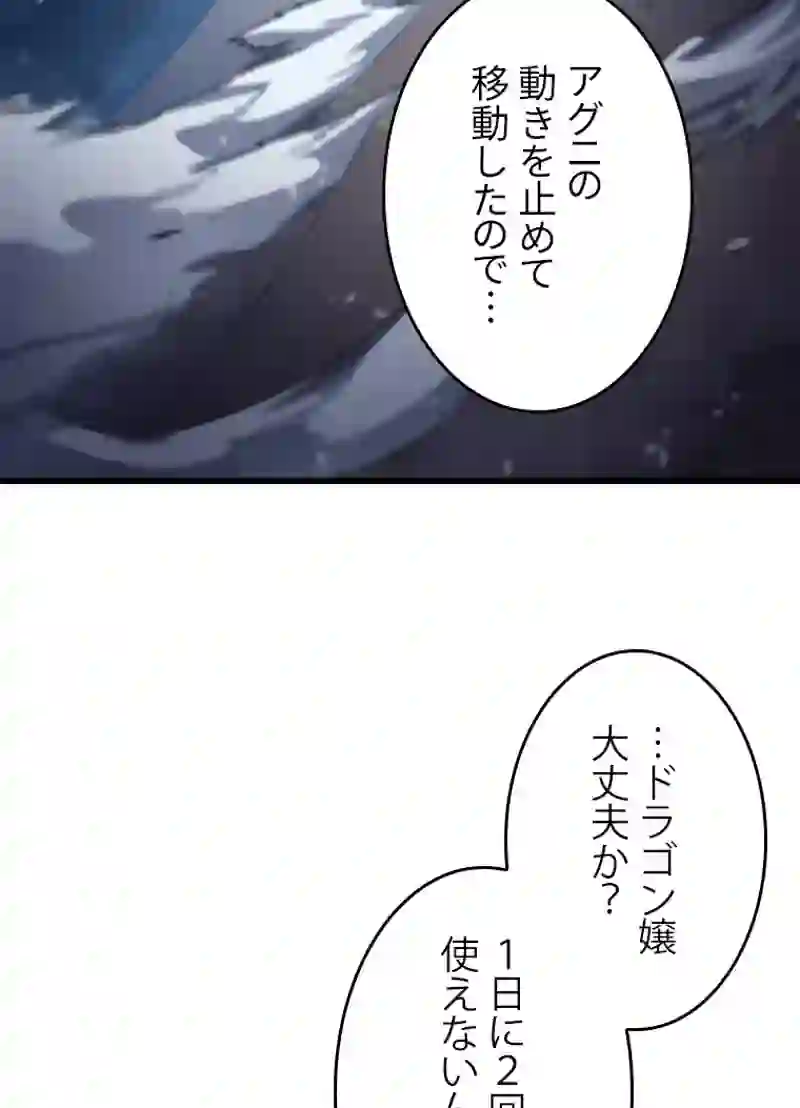 アグニの
動きを止めて
移動したので…
…ドラゴン嬢
大丈夫か?
1日に2回
使えない